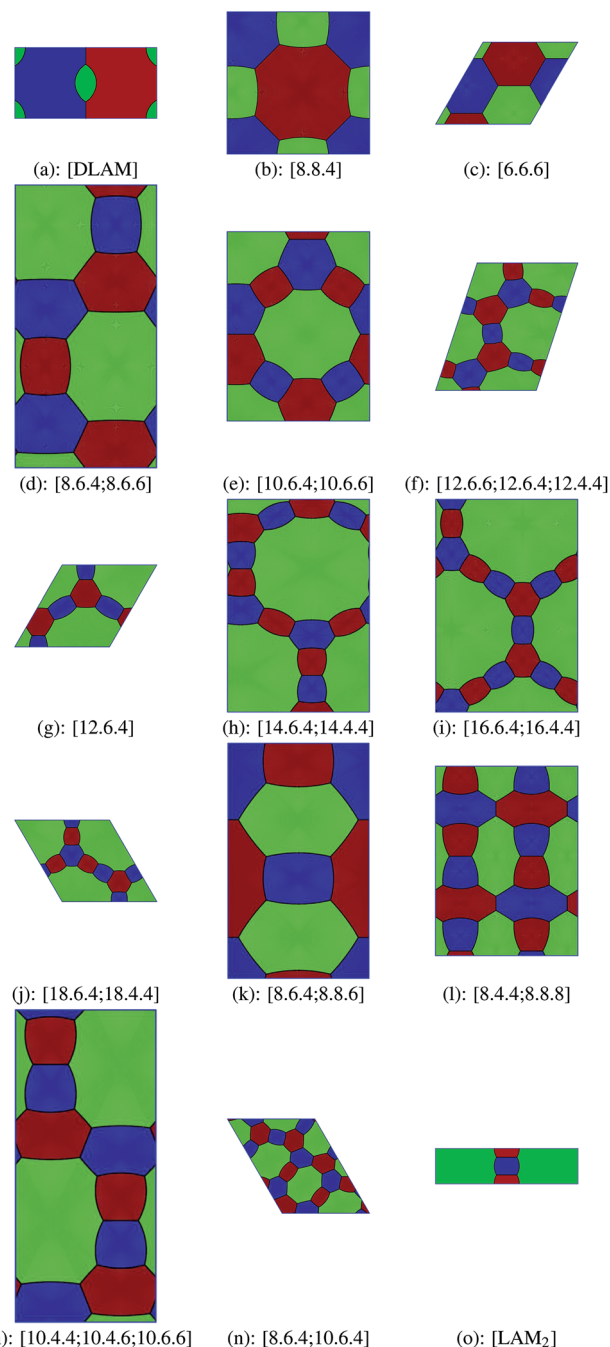 (a): [DLAM]
(b): [8.8.4]
(c): [6.6.6]
(d): [8.6.4;8.6.6]
(e): [10.6.4;10.6.6]
(f): [12.6.6;12.6.4;12.4.4]
(g): [12.6.4]
(h): [14.6.4;14.4.4]
(i): [16.6.4;16.4.4]
(j): [18.6.4;18.4.4]
(k): [8.6.4;8.8.6]
(l): [8.4.4;8.8.8]
): [10.4.4;10.4.6;10.6.6]
(n): [8.6.4;10.6.4]
(o): [LAM₂]